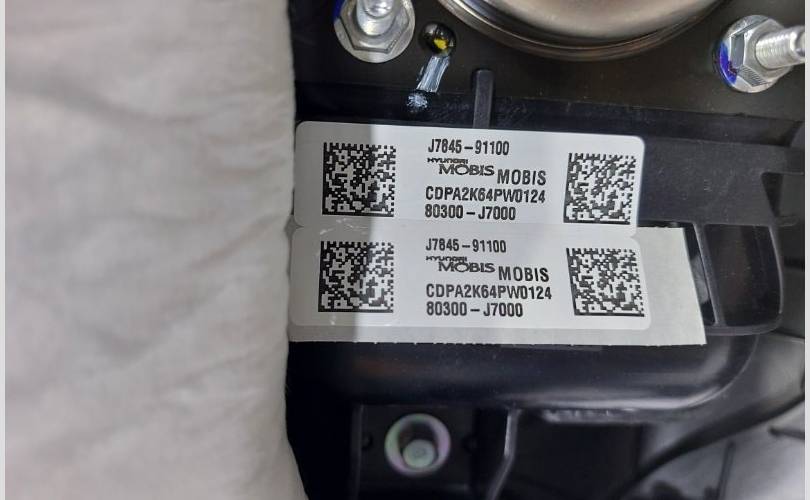 J7845-91100
HYUNDAI
MOBIS MOBIS
CDPA2K64PW0124
80300-J7000
J7845-91100
HYUNDAI
MOBIS MOBIS
CDPA2K64PW0124
80300-J7000